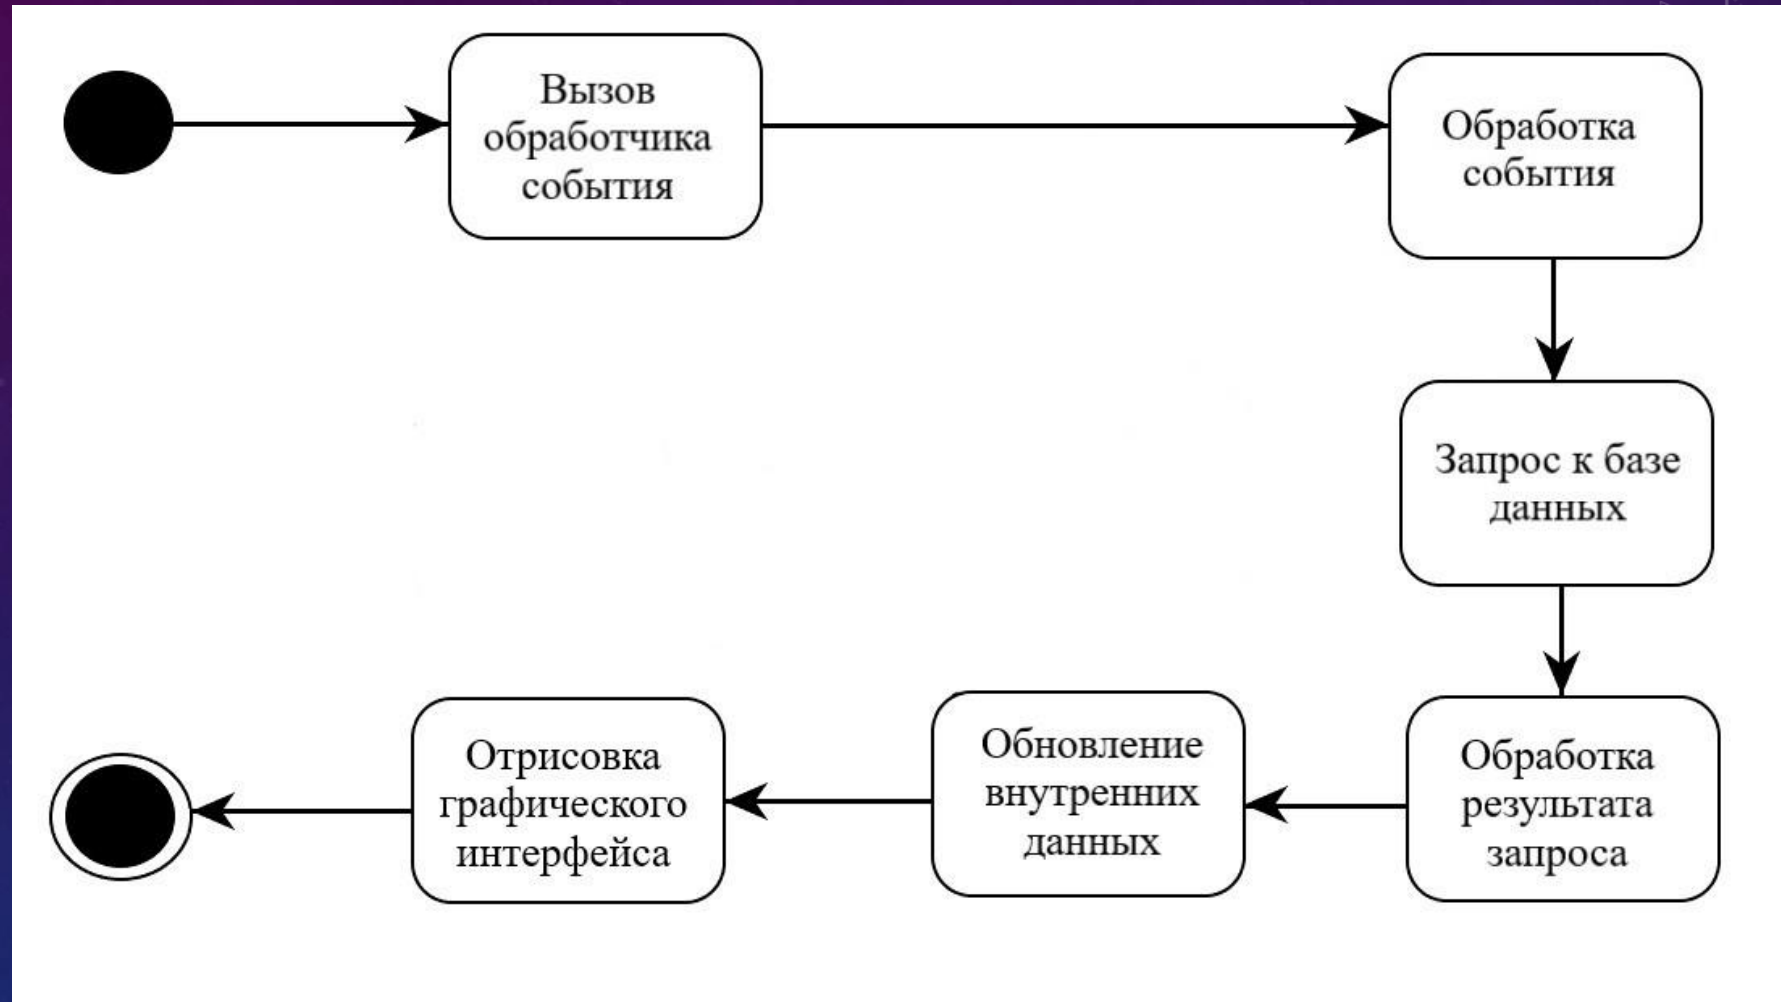 Вызов
обработчика
события
Обработка
события
Запрос к базе
данных
Обработка
результата
запроса
Обновление
внутренних
данных
Отрисовка
графического
интерфейса